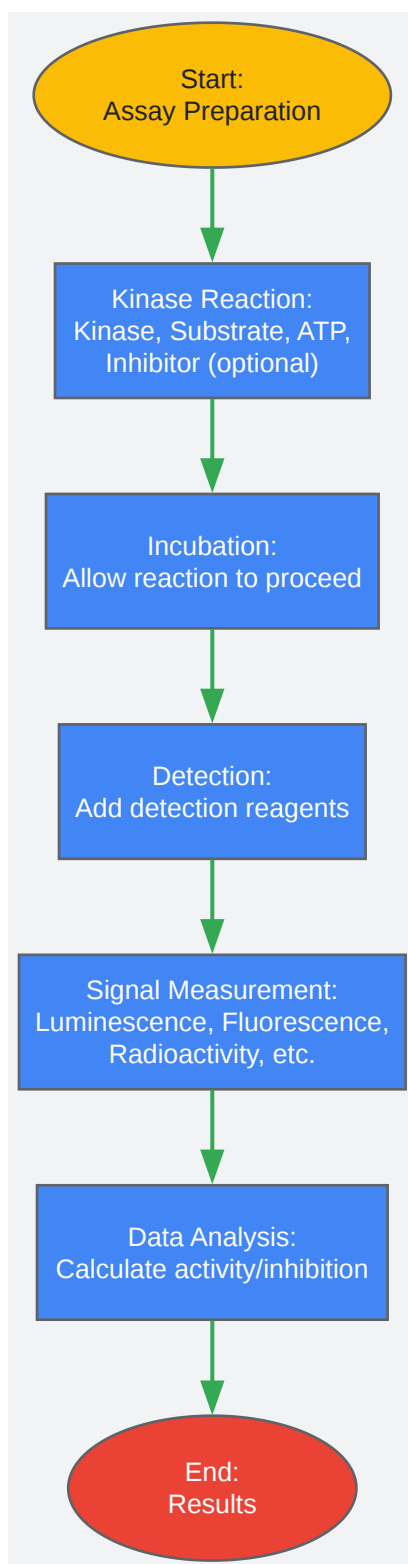 Start:
Assay Preparation
Kinase Reaction:
Kinase, Substrate, ATP,
Inhibitor (optional)
Incubation:
Allow reaction to proceed
Detection:
Add detection reagents
Signal Measurement:
Luminescence, Fluorescence,
Radioactivity, etc.
Data Analysis:
Calculate activity/inhibition
End:
Results